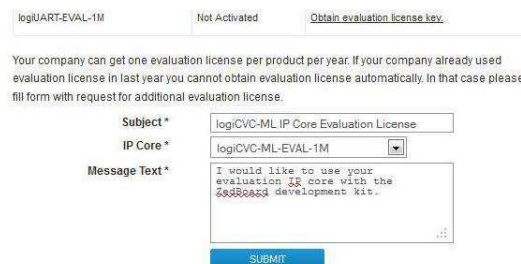 logiUART-EVAL-1M Not Activated Obtain evaluation license key.
Your company can get one evaluation license per product per year. If your company already used
evaluation license in last year you cannot obtain evaluation license automatically. In that case please
fill form with request for additional evaluation license.
Subject * logiCVC-ML IP Core Evaluation License
IP Core * logiCVC-ML-EVAL-1M
Message Text * I would like to use your
evaluation IP core with the
ZedBoard development kit.
SUBMIT